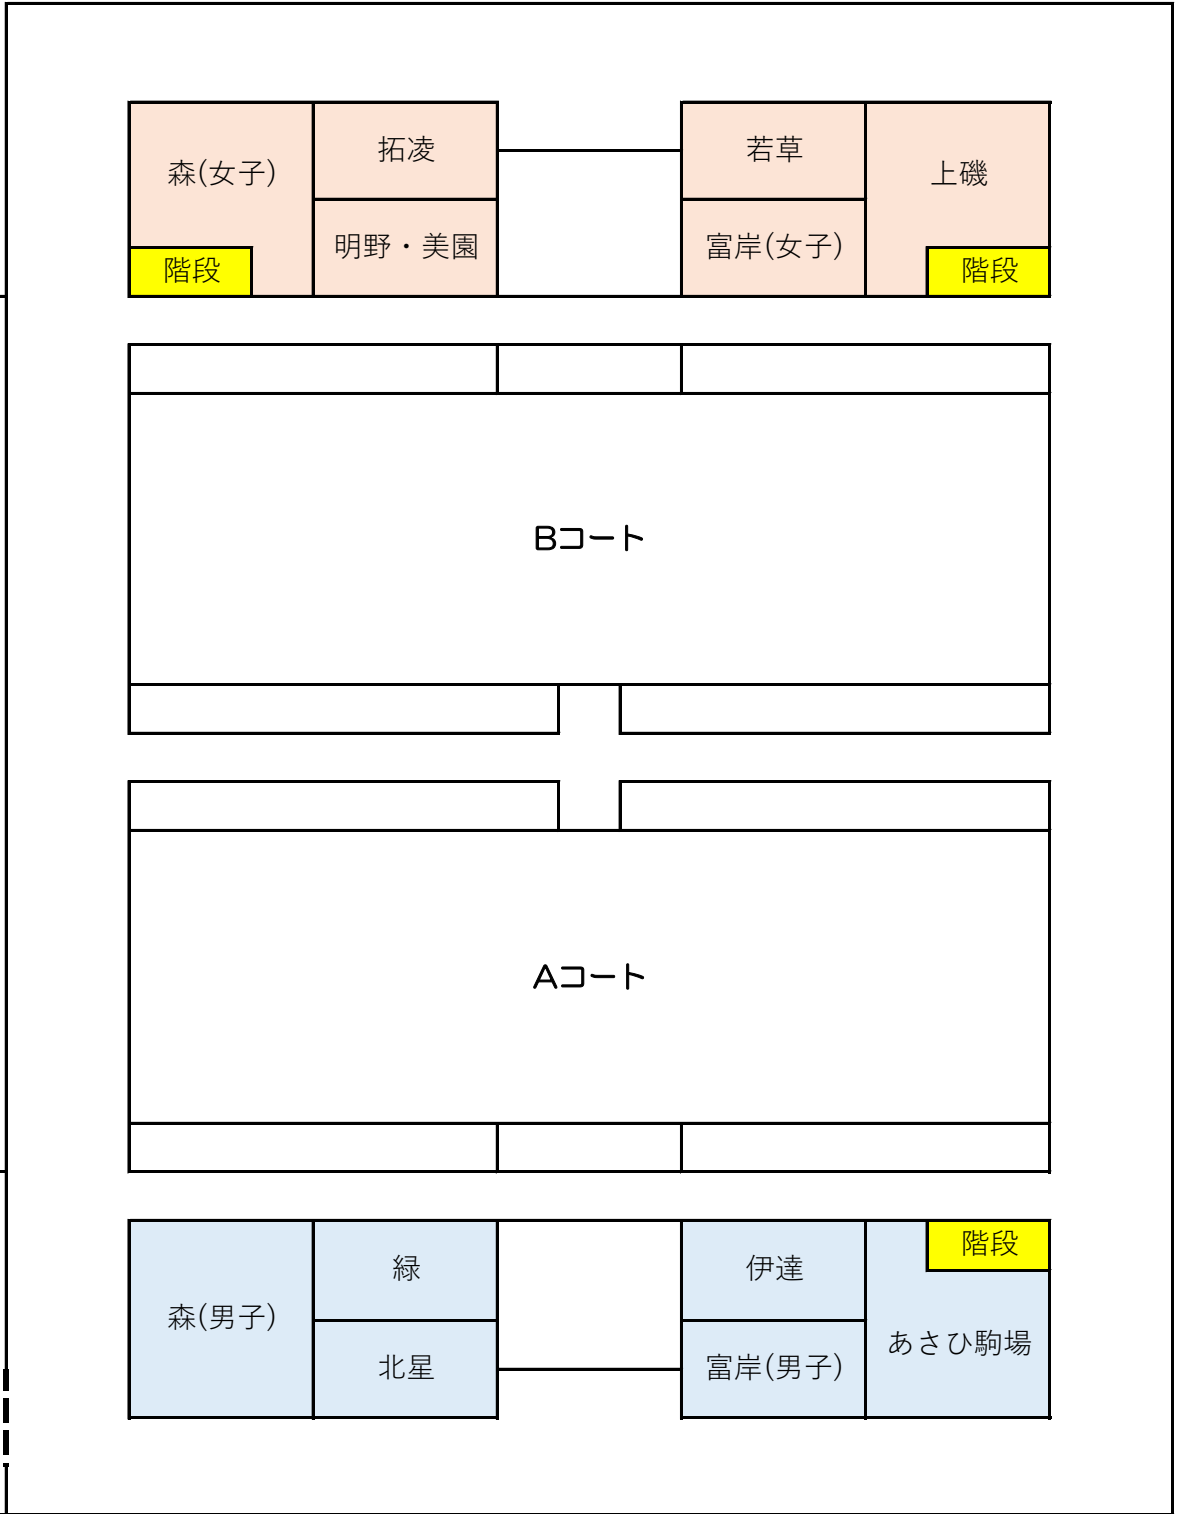 森(女子)
拓凌
若草
上磯
明野・美園
富岸(女子)
階段
階段
Bコート
Aコート
階段
緑
伊達
森(男子)
あさひ駒場
北星
富岸(男子)